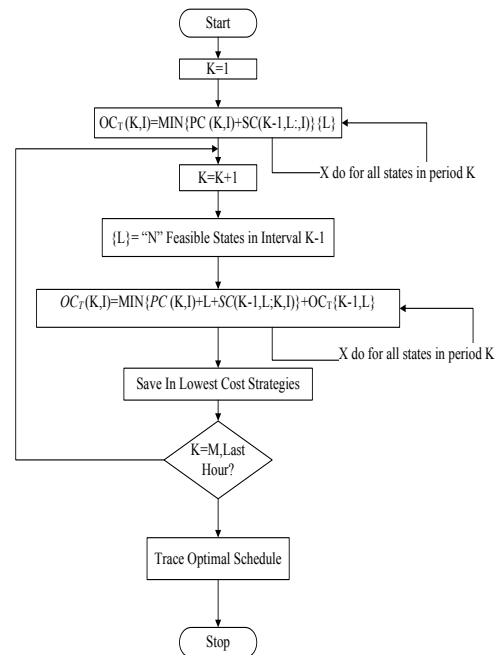 Start
K=1
OC_T(K,I)=MIN{PC (K,I)+SC(K-1,L:,I)}{L}
X do for all states in period K
K=K+1
{L}= “N” Feasible States in Interval K-1
OC_T(K,I)=MIN{PC (K,I)+L+SC(K-1,L;K,I)}+OC_T{K-1,L}
X do for all states in period K
Save In Lowest Cost Strategies
K=M,Last
Hour?
Trace Optimal Schedule
Stop